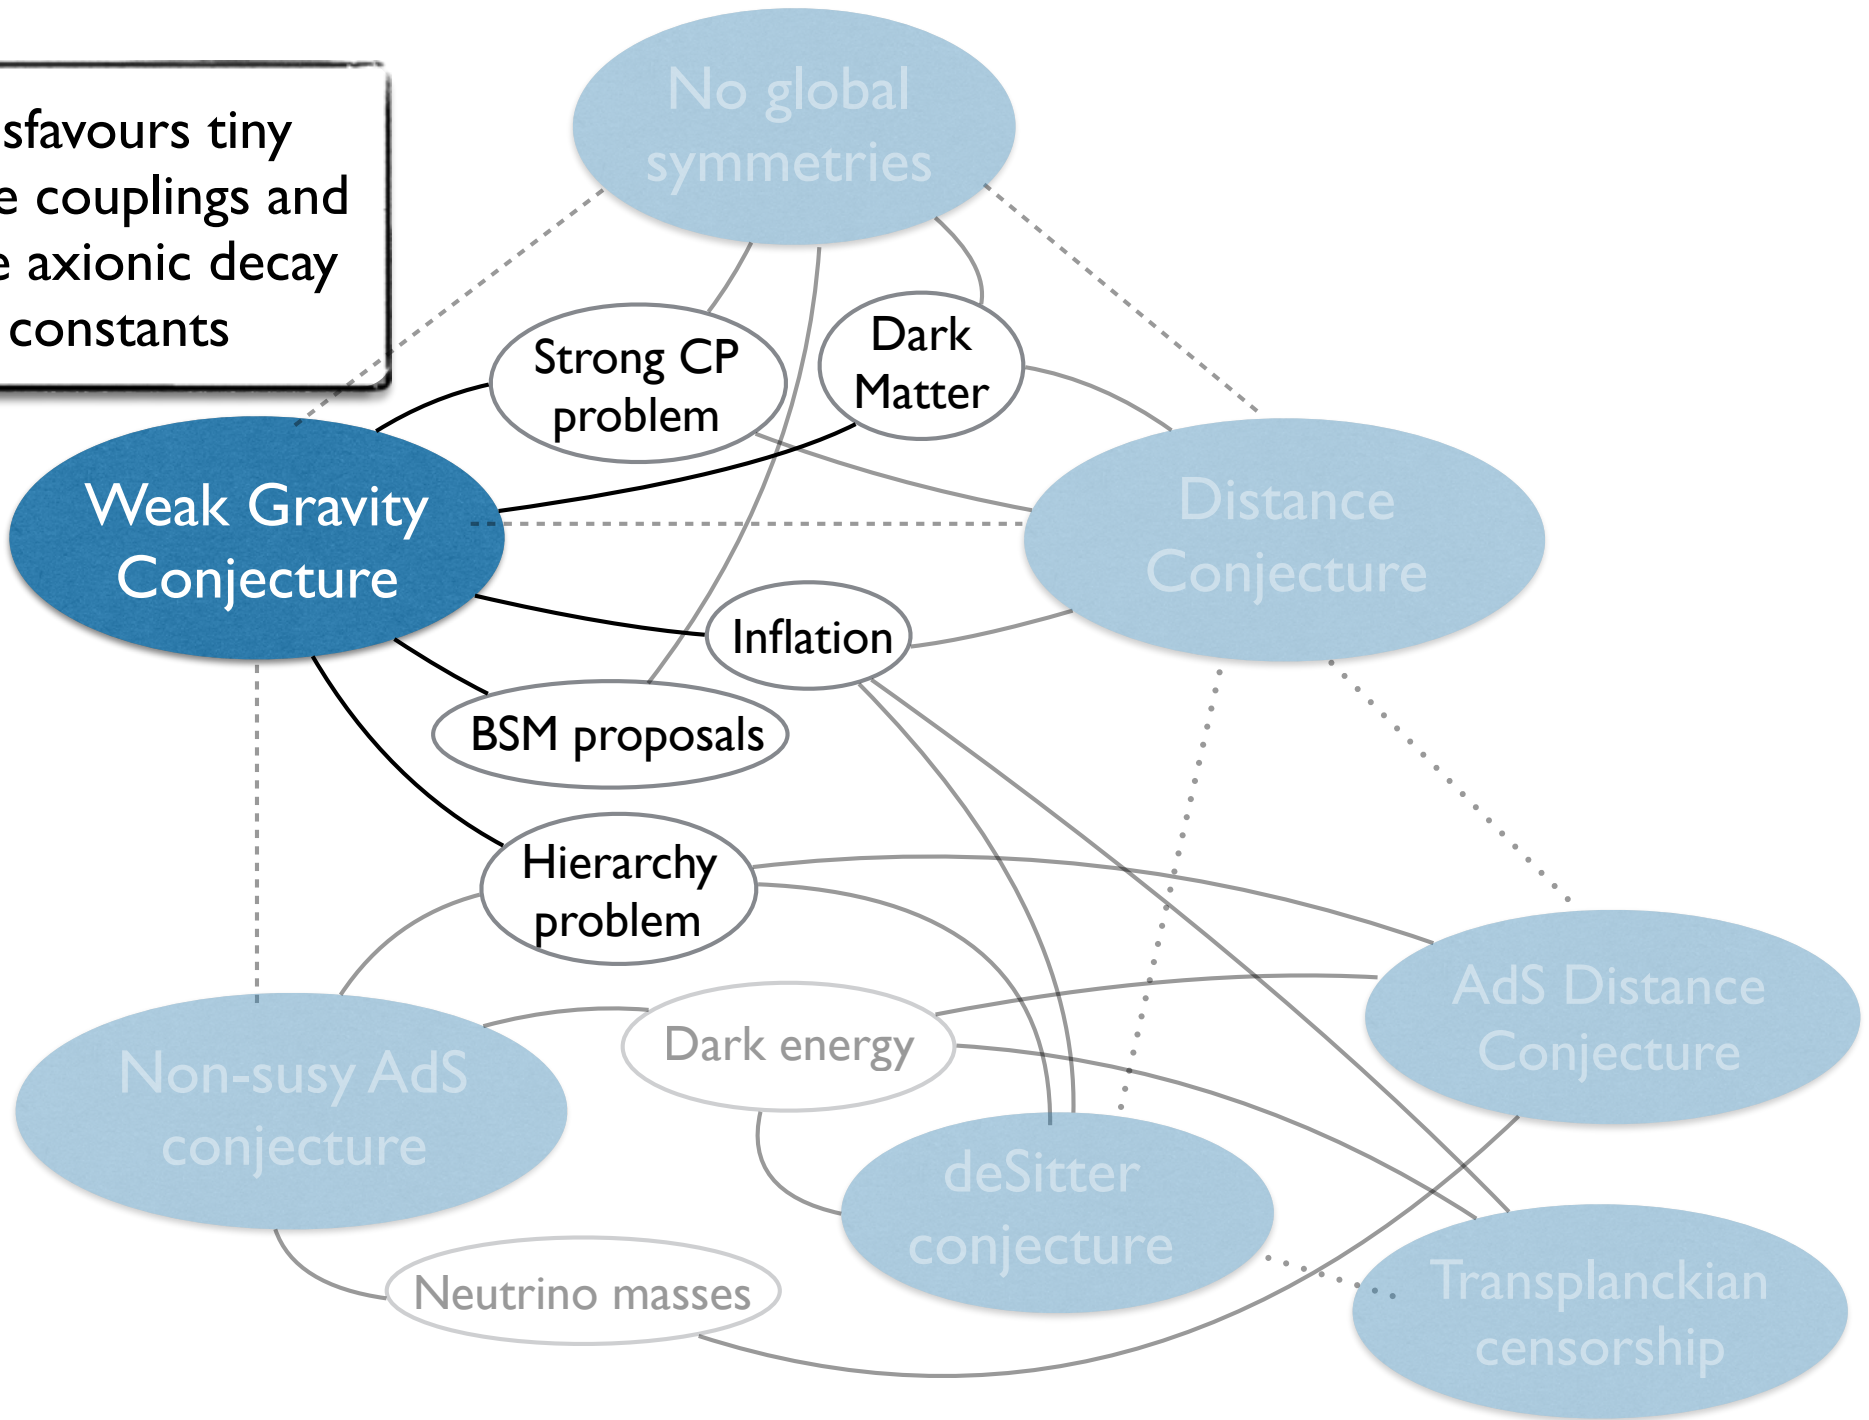 No global
symmetries
sfavours tiny
e couplings and
e axionic decay
constants
Strong CP
problem
Dark
Matter
Weak Gravity
Conjecture
Distance
Conjecture
Inflation
BSM proposals
Hierarchy
problem
AdS Distance
Conjecture
Dark energy
Non-susy AdS
conjecture
deSitter
conjecture
Neutrino masses
Transplanckian
censorship